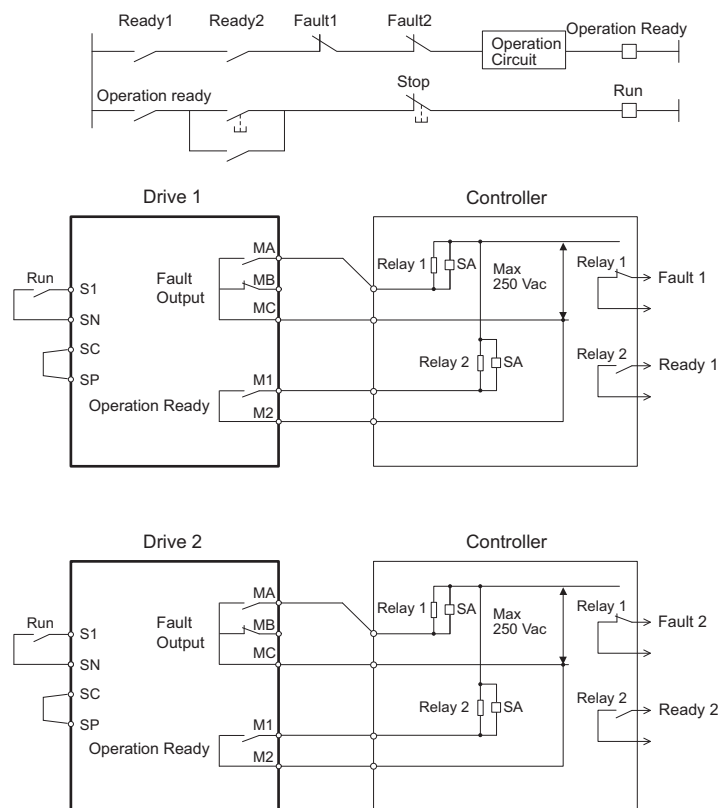 Ready1 Ready2 Fault1 Fault2 Operation Ready
Operation
Circuit
Operation ready Stop Run
Drive 1 Controller
MA
Relay 1 SA Max
250 Vac Relay 1 Fault 1
Run S1 Fault
Output MB
SN MC
SC Relay 2 SA Relay 2 Ready 1
SP M1
Operation Ready
M2
Drive 2 Controller
MA
Relay 1 SA Max
250 Vac Relay 1 Fault 2
Run S1 Fault
Output MB
SN MC
SC Relay 2 SA Relay 2 Ready 2
SP M1
Operation Ready
M2